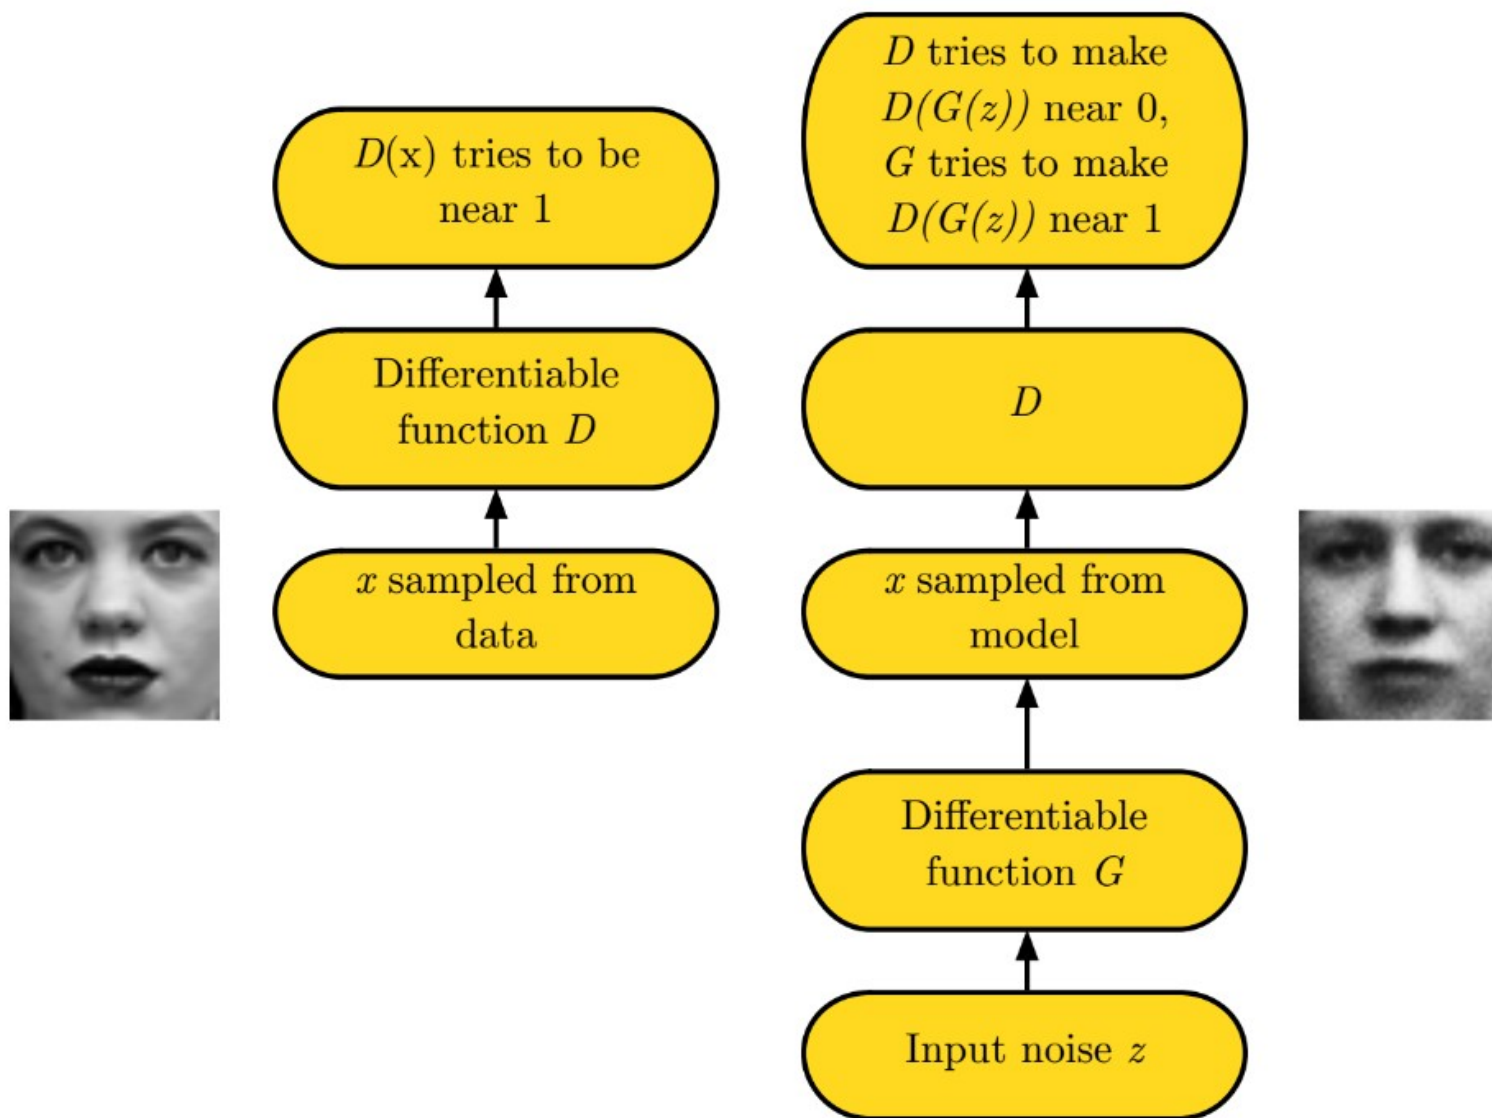 D(x) tries to be
near 1
Differentiable
function D
x sampled from
data
D tries to make
D(G(z)) near 0,
G tries to make
D(G(z)) near 1
D
x sampled from
model
Differentiable
function G
Input noise z